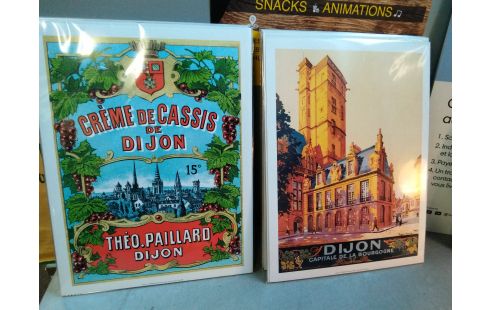 SNACKS & ANIMATIONS
CRÈME DE CASSIS
DE
DIJON
15°
THÉO. PAILLARD
DIJON
DIJON
CAPITALE DE LA BOURGOGNE